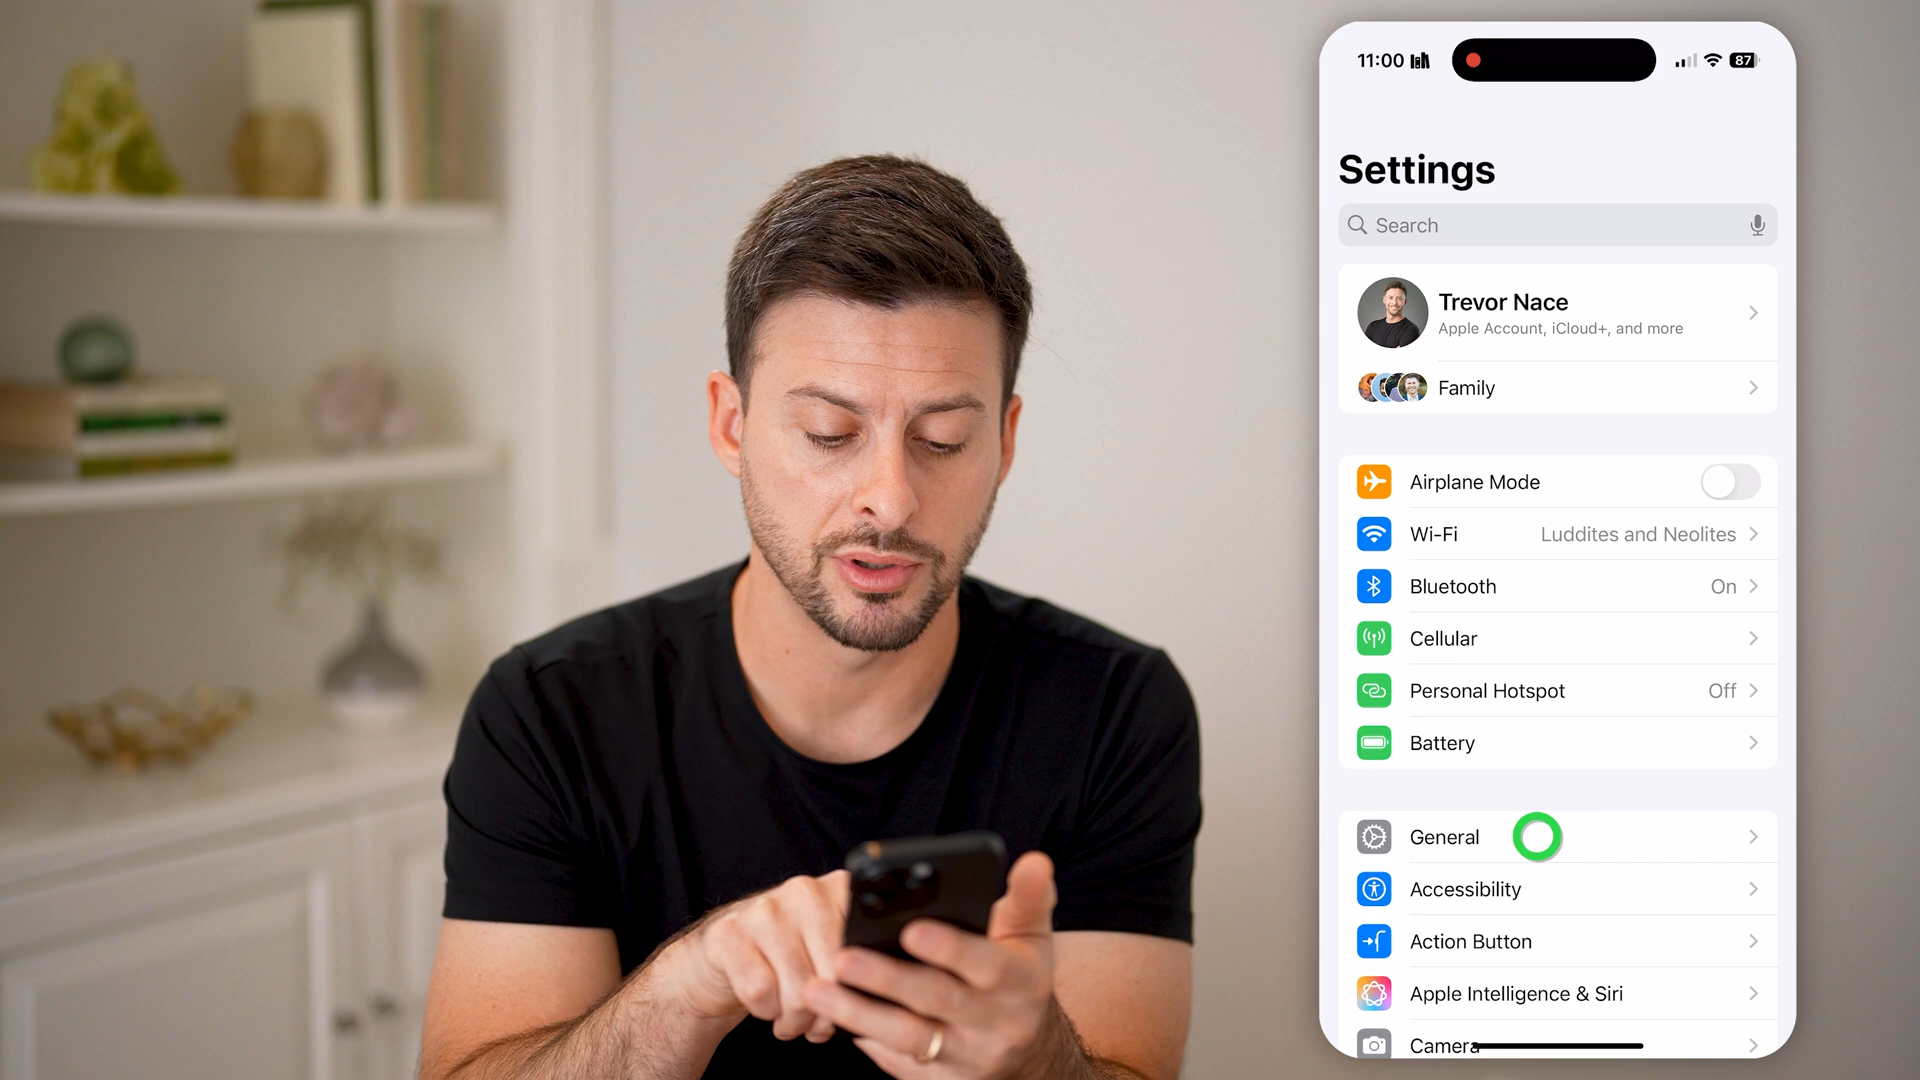 11:00
87
Settings
Search
Trevor Nace
Apple Account, iCloud+, and more
Family
Airplane Mode
Wi-Fi Luddites and Neolites
Bluetooth On
Cellular
Personal Hotspot Off
Battery
General
Accessibility
Action Button
Apple Intelligence & Siri
Camera